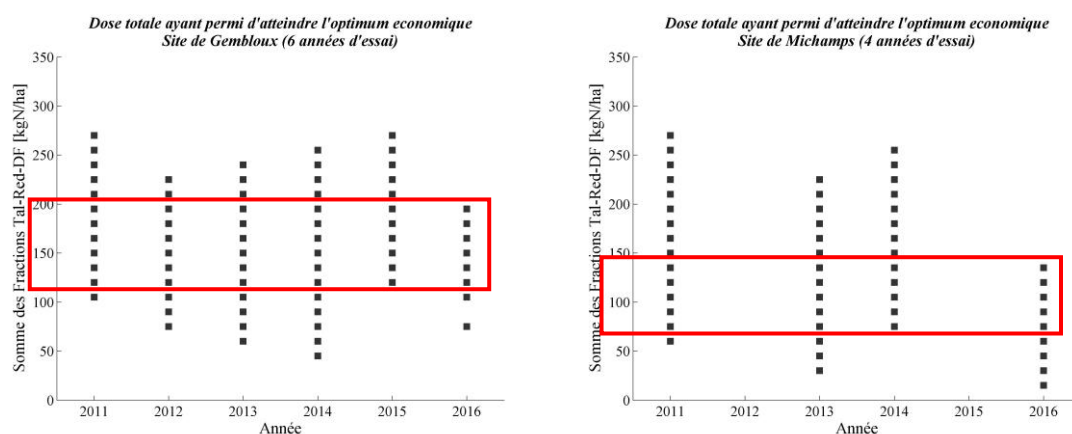 Dose totale ayant permi d'atteindre l'optimum economique
Site de Gembloux (6 années d'essai)
Somme des Fractions Tal-Red-DF [kgN/ha]
350
300
250
200
150
100
50
0
2011 2012 2013 2014 2015 2016
Année
Dose totale ayant permi d'atteindre l'optimum economique
Site de Michamps (4 années d'essai)
Somme des Fractions Tal-Red-DF [kgN/ha]
350
300
250
200
150
100
50
0
2011 2012 2013 2014 2015 2016
Année